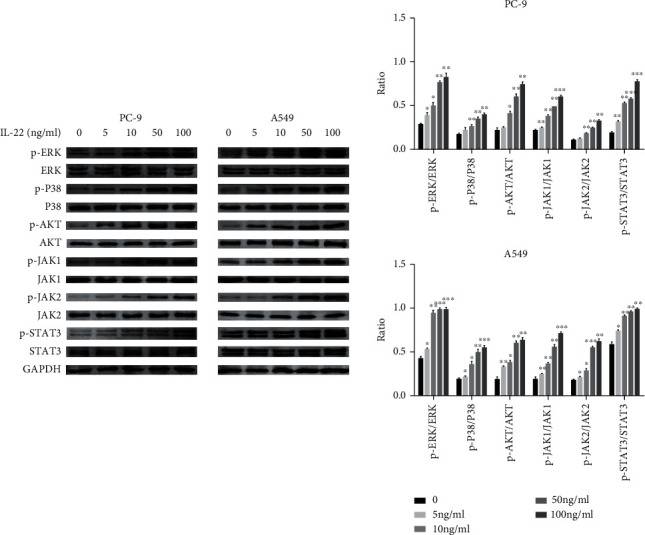 PC-9
A549
IL-22 (ng/ml)
0 5 10 50 100
0 5 10 50 100
p-ERK
ERK
p-P38
P38
p-AKT
AKT
p-JAK1
JAK1
p-JAK2
JAK2
p-STAT3
STAT3
GAPDH
PC-9
Ratio
1.5
1.0
0.5
0.0
p-ERK/ERK
p-P38/P38
p-AKT/AKT
p-JAK1/JAK1
p-JAK2/JAK2
p-STAT3/STAT3
A549
Ratio
1.5
1.0
0.5
0.0
p-ERK/ERK
p-P38/P38
p-AKT/AKT
p-JAK1/JAK1
p-JAK2/JAK2
p-STAT3/STAT3
0
5ng/ml
10ng/ml
50ng/ml
100ng/ml